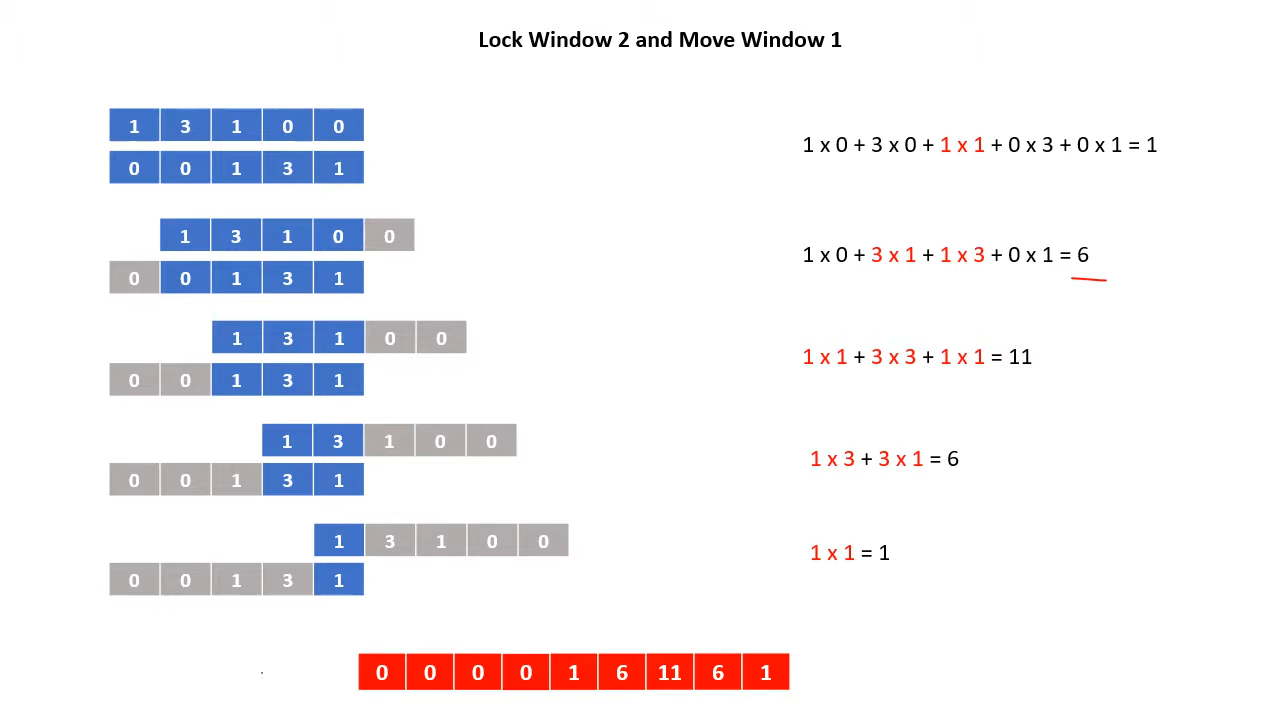 Lock Window 2 and Move Window 1
1 3 1 0 0
0 0 1 3 1
1 x 0 + 3 x 0 + 1 x 1 + 0 x 3 + 0 x 1 = 1
1 3 1 0 0
0 0 1 3 1
1 x 0 + 3 x 1 + 1 x 3 + 0 x 1 = 6
1 3 1 0 0
0 0 1 3 1
1 x 1 + 3 x 3 + 1 x 1 = 11
1 3 1 0 0
0 0 1 3 1
1 x 3 + 3 x 1 = 6
1 3 1 0 0
0 0 1 3 1
1 x 1 = 1
0 0 0 0 1 6 11 6 1